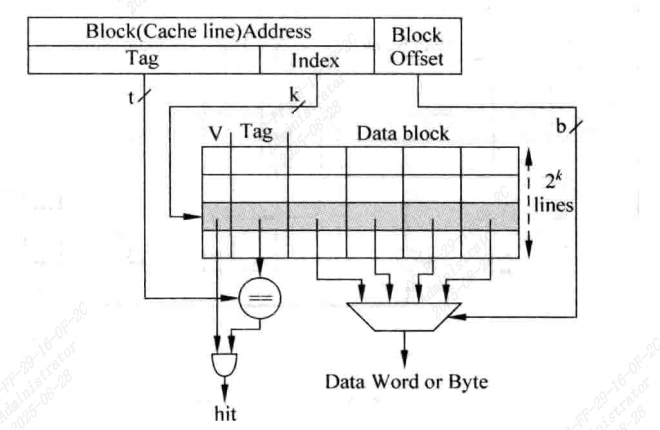 Block(Cache line)Address
Block Offset
Tag
Index
t
k
b
V
Tag
Data block
2^k
lines
==
Data Word or Byte
hit